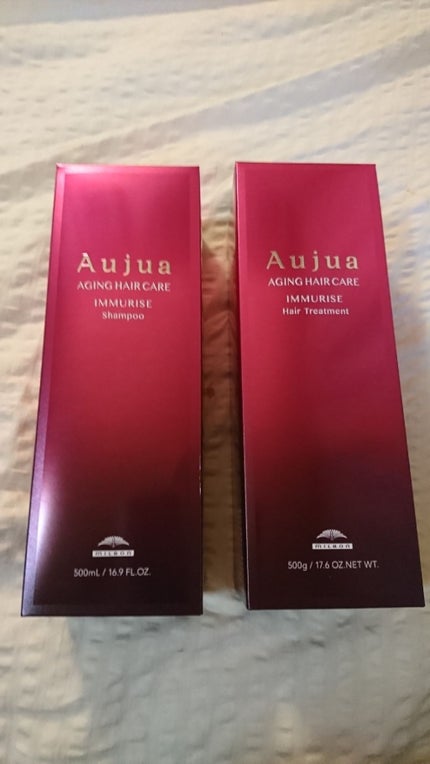 Aujua
AGING HAIR CARE
IMMURISE
Shampoo
MILBON
500mL / 16.9 FL.OZ.
Aujua
AGING HAIR CARE
IMMURISE
Hair Treatment
MILBON
500g / 17.6 OZ.NET WT.